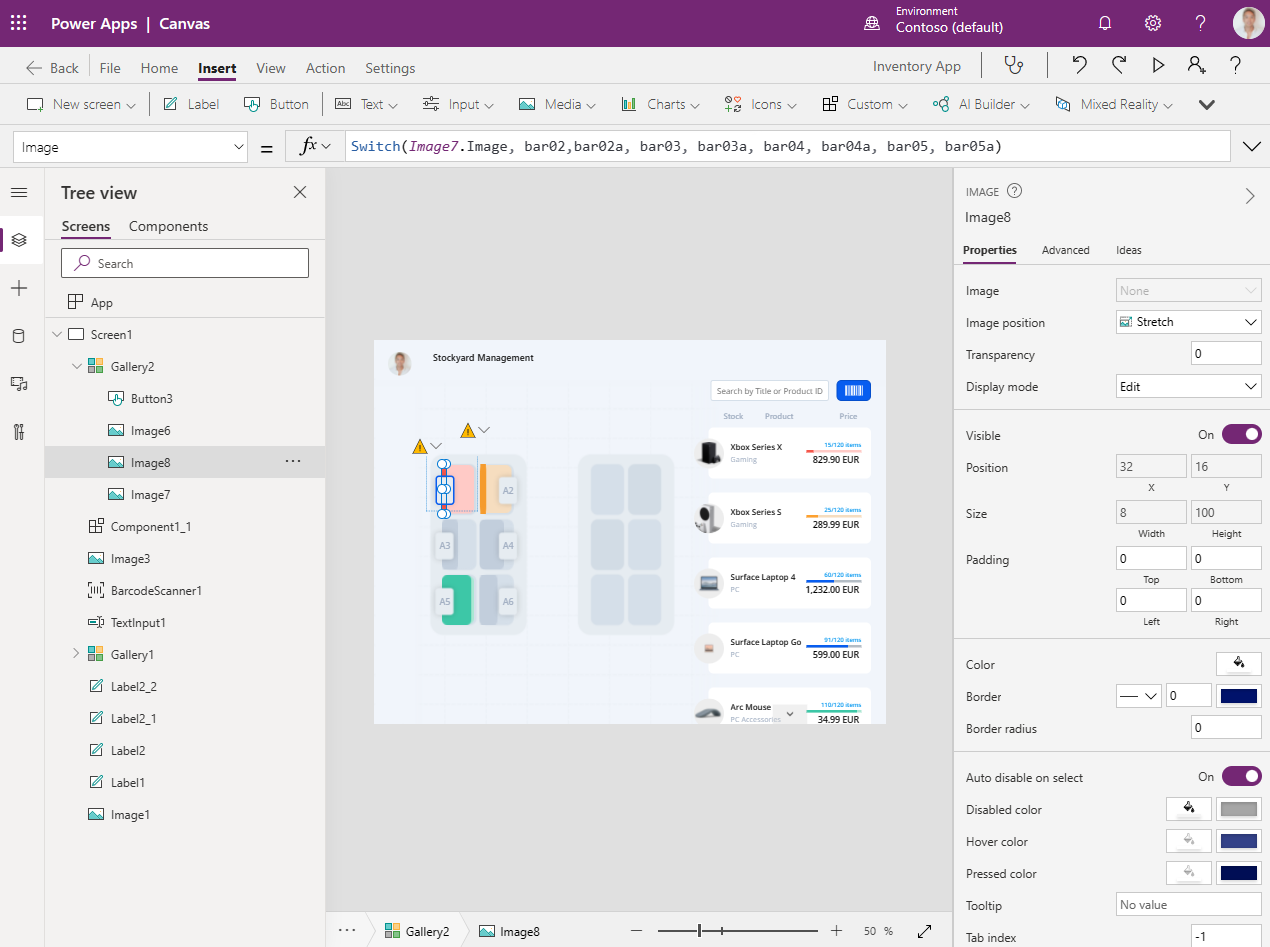 Power Apps | Canvas
Environment
Contoso (default)
Back File Home Insert View Action Settings
Inventory App
New screen Label Button Text Input Media Charts Icons Custom AI Builder Mixed Reality
Image = fx Switch(Image7.Image, bar02,bar02a, bar03, bar03a, bar04, bar04a, bar05, bar05a)
Tree view
Screens Components
Search
App
Screen1
Gallery2
Button3
Image6
Image8
Image7
Component1_1
Image3
BarcodeScanner1
TextInput1
Gallery1
Label2_2
Label2_1
Label2
Label1
Image1
Stockyard Management
Search by Title or Product ID
Stock Product Price
Xbox Series X 15/120 items
Gaming 829.90 EUR
A2
Xbox Series S 25/120 items
Gaming 289.99 EUR
A3 A4
Surface Laptop 4 60/120 items
PC 1,232.00 EUR
A5 A6
Surface Laptop Go 91/120 items
PC 599.00 EUR
Arc Mouse 110/120 items
PC Accessories 34.99 EUR
Gallery2 Image8
50 %
IMAGE
Image8
Properties Advanced Ideas
Image None
Image position Stretch
Transparency 0
Display mode Edit
Visible On
Position 32 16
X Y
Size 8 100
Width Height
Padding 0 0
Top Bottom
0 0
Left Right
Color
Border 0
Border radius 0
Auto disable on select On
Disabled color
Hover color
Pressed color
Tooltip No value
Tab index -1